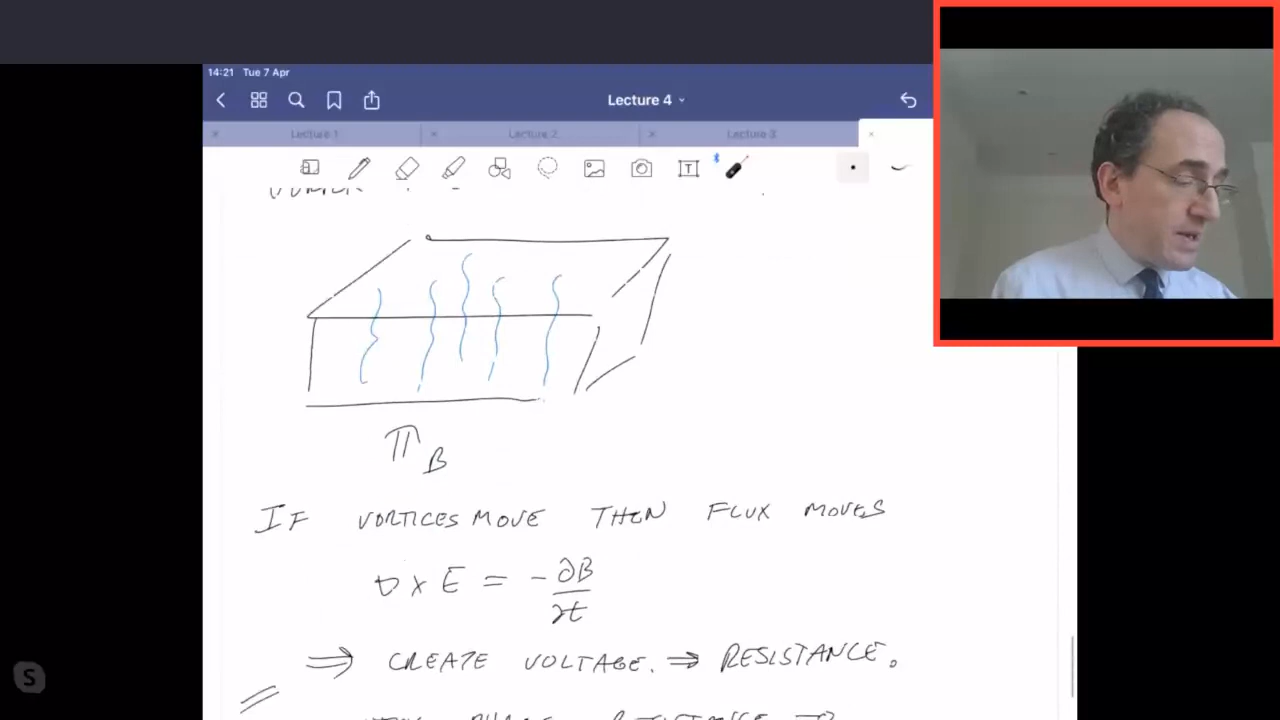 14:21 Tue 7 Apr
Lecture 4
Lecture 1 Lecture 2 Lecture 3
T
B
IF VORTICES MOVE THEN FLUX MOVES
∇ × E = - ∂B
∂t
⇒ CREATE VOLTAGE. ⇒ RESISTANCE.
S